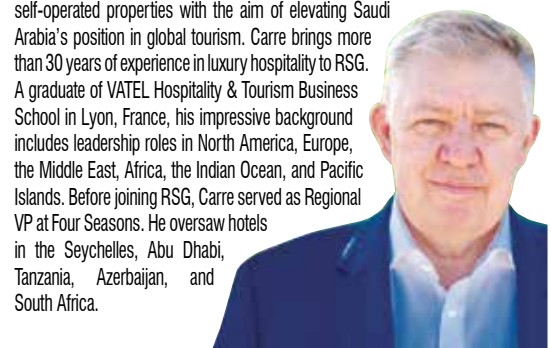 self-operated properties with the aim of elevating Saudi
Arabia's position in global tourism. Carre brings more
than 30 years of experience in luxury hospitality to RSG.
A graduate of VATEL Hospitality & Tourism Business
School in Lyon, France, his impressive background
includes leadership roles in North America, Europe,
the Middle East, Africa, the Indian Ocean, and Pacific
Islands. Before joining RSG, Carre served as Regional
VP at Four Seasons. He oversaw hotels
in the Seychelles, Abu Dhabi,
Tanzania, Azerbaijan, and
South Africa.